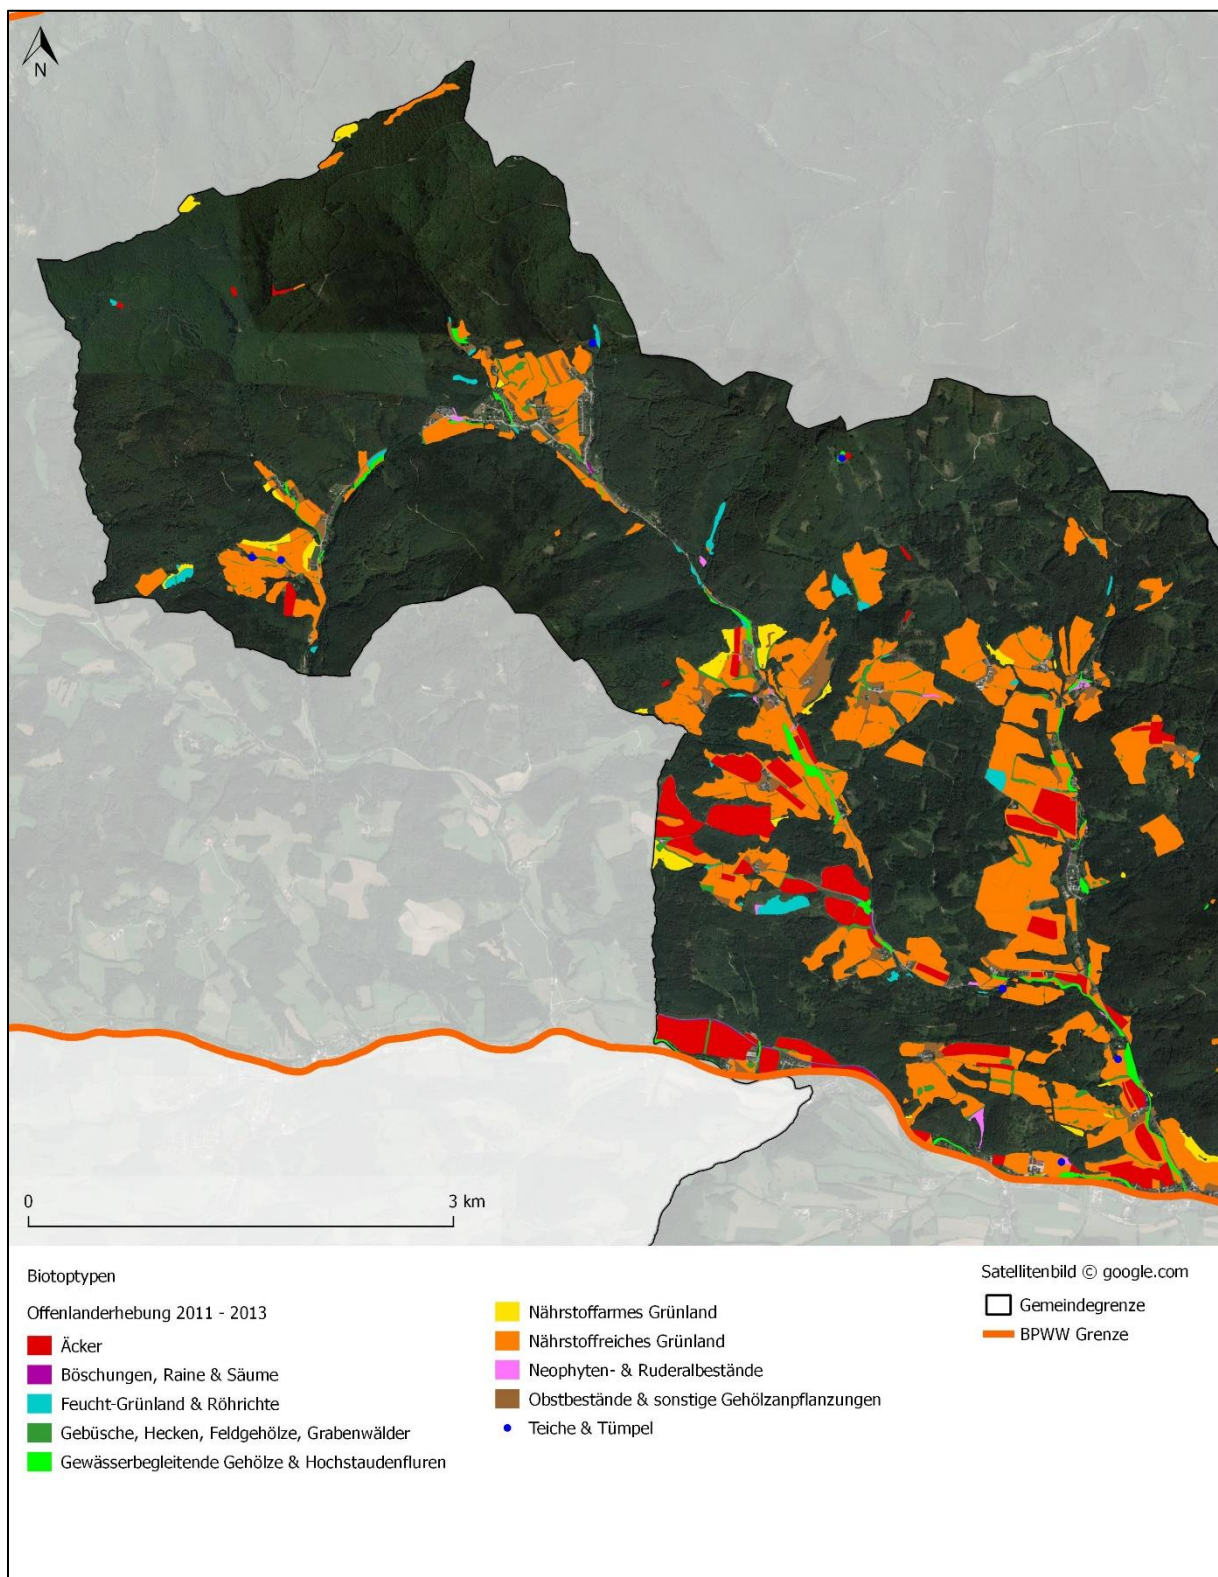 N
0
3 km
Biotoptypen
Offenlanderhebung 2011 - 2013
Äcker
Böschungen, Raine & Säume
Feucht-Grünland & Röhrichte
Gebüsche, Hecken, Feldgehölze, Grabenwälder
Gewässerbegleitende Gehölze & Hochstaudenfluren
Nährstoffarmes Grünland
Nährstoffreiches Grünland
Neophyten- & Ruderalbestände
Obstbestände & sonstige Gehölzanpflanzungen
Teiche & Tümpel
Satellitenbild © google.com
Gemeindegrenze
BPWW Grenze